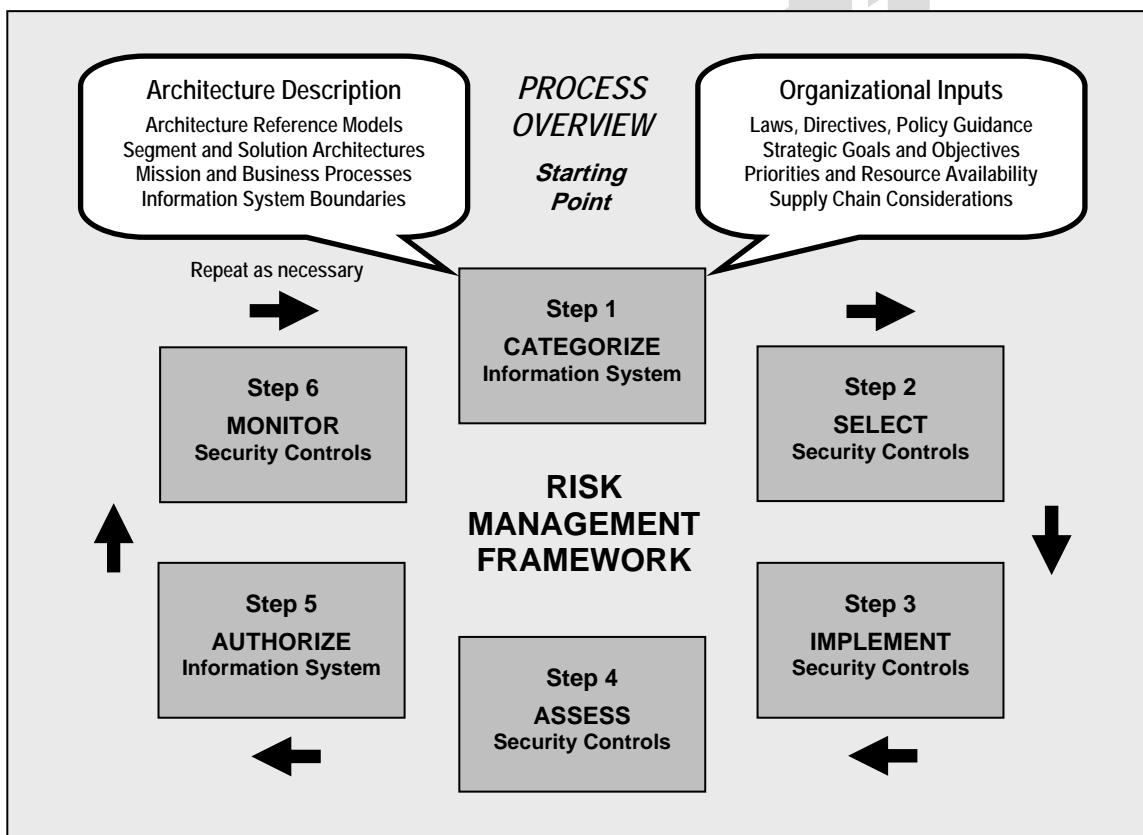 Architecture Description
Architecture Reference Models
Segment and Solution Architectures
Mission and Business Processes
Information System Boundaries
PROCESS
OVERVIEW
Starting
Point
Organizational Inputs
Laws, Directives, Policy Guidance
Strategic Goals and Objectives
Priorities and Resource Availability
Supply Chain Considerations
Repeat as necessary
Step 1
CATEGORIZE
Information System
Step 2
SELECT
Security Controls
Step 3
IMPLEMENT
Security Controls
Step 4
ASSESS
Security Controls
Step 5
AUTHORIZE
Information System
Step 6
MONITOR
Security Controls
RISK
MANAGEMENT
FRAMEWORK